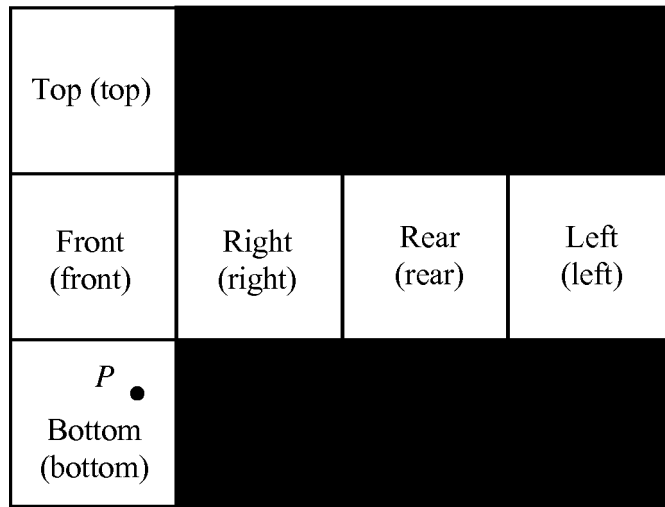 Top (top)
Front
(front)
Right
(right)
Rear
(rear)
Left
(left)
P
Bottom
(bottom)